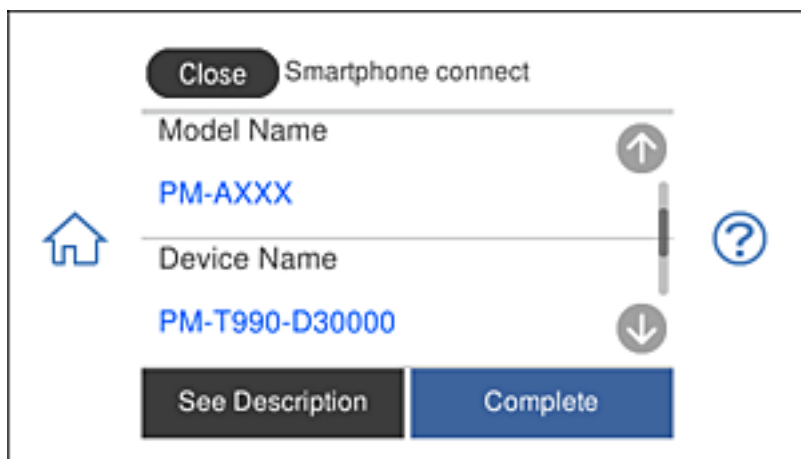 Close Smartphone connect
Model Name
PM-AXXX
Device Name
PM-T990-D30000
See Description Complete